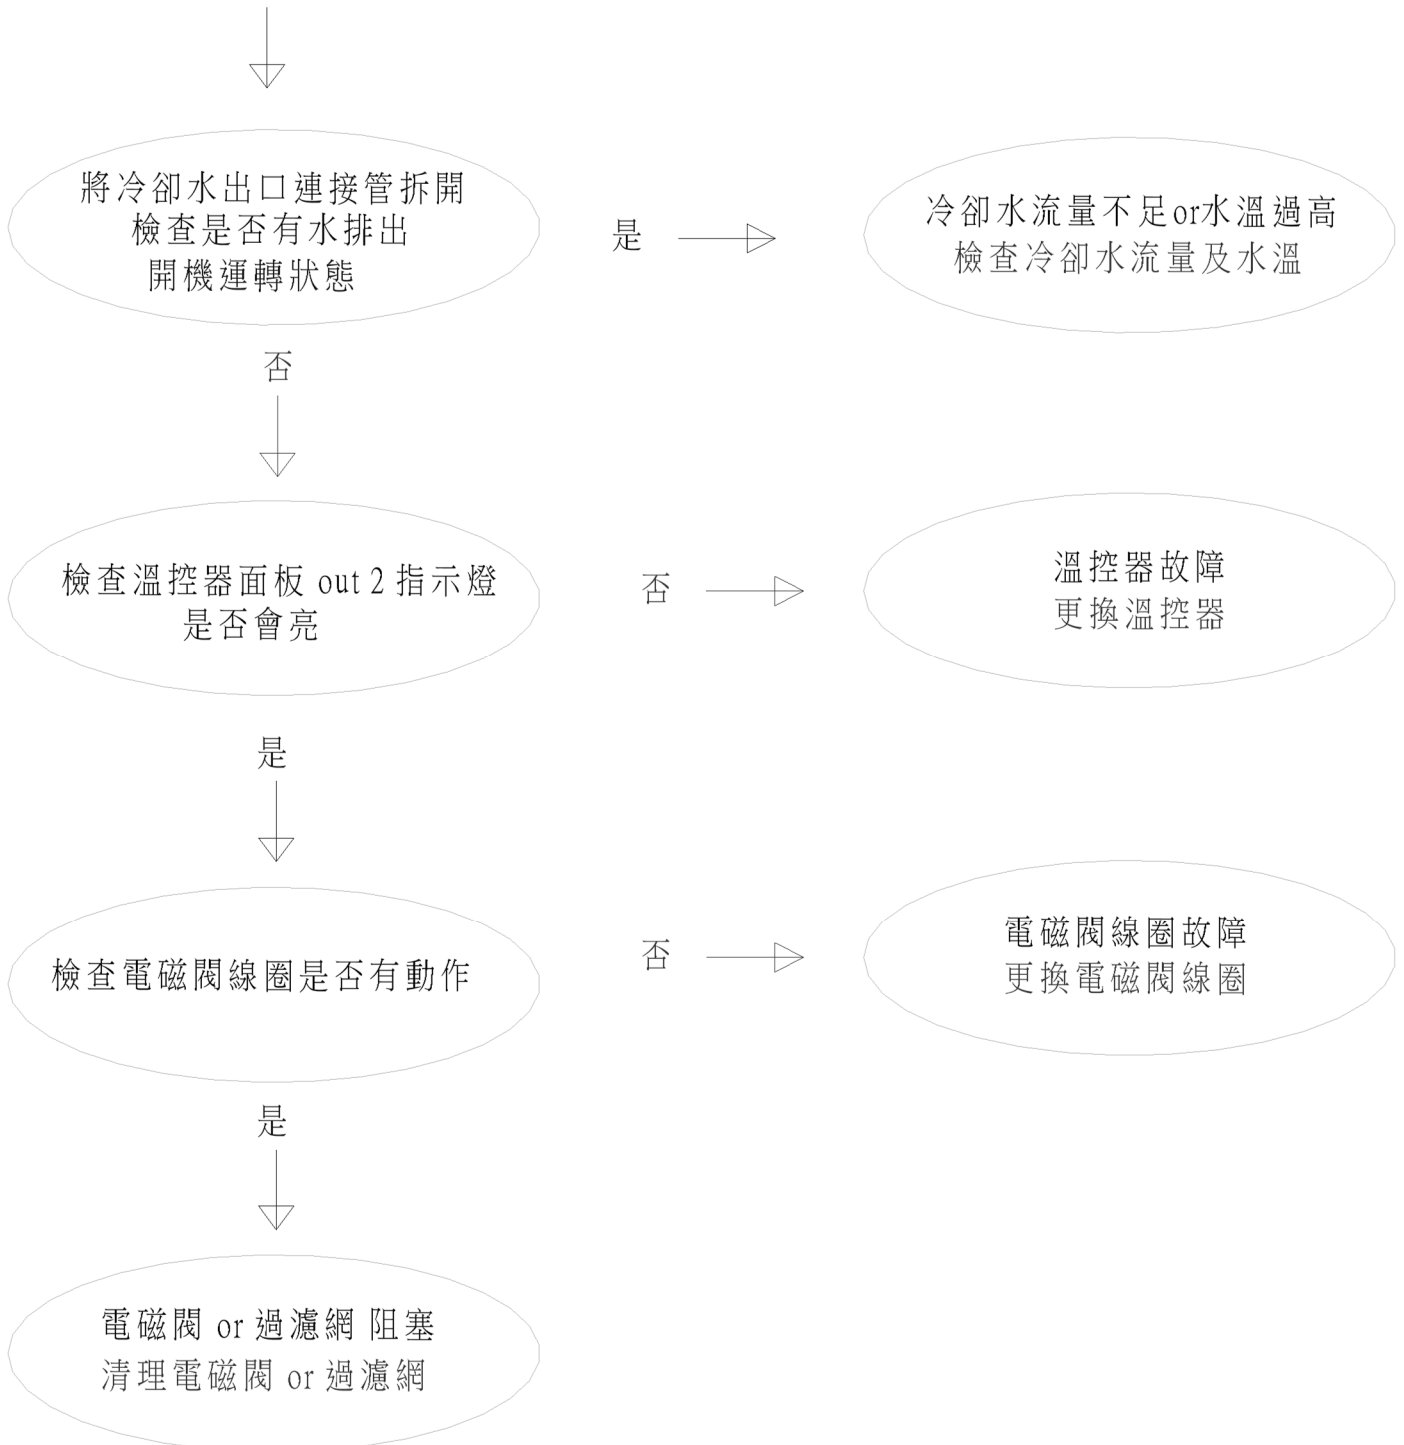 將冷卻水出口連接管拆開
檢查是否有水排出
開機運轉狀態
是
冷卻水流量不足or水溫過高
檢查冷卻水流量及水溫
否
檢查溫控器面板 out 2 指示燈
是否會亮
否
溫控器故障
更換溫控器
是
檢查電磁閥線圈是否有動作
否
電磁閥線圈故障
更換電磁閥線圈
是
電磁閥 or 過濾網 阻塞
清理電磁閥 or 過濾網